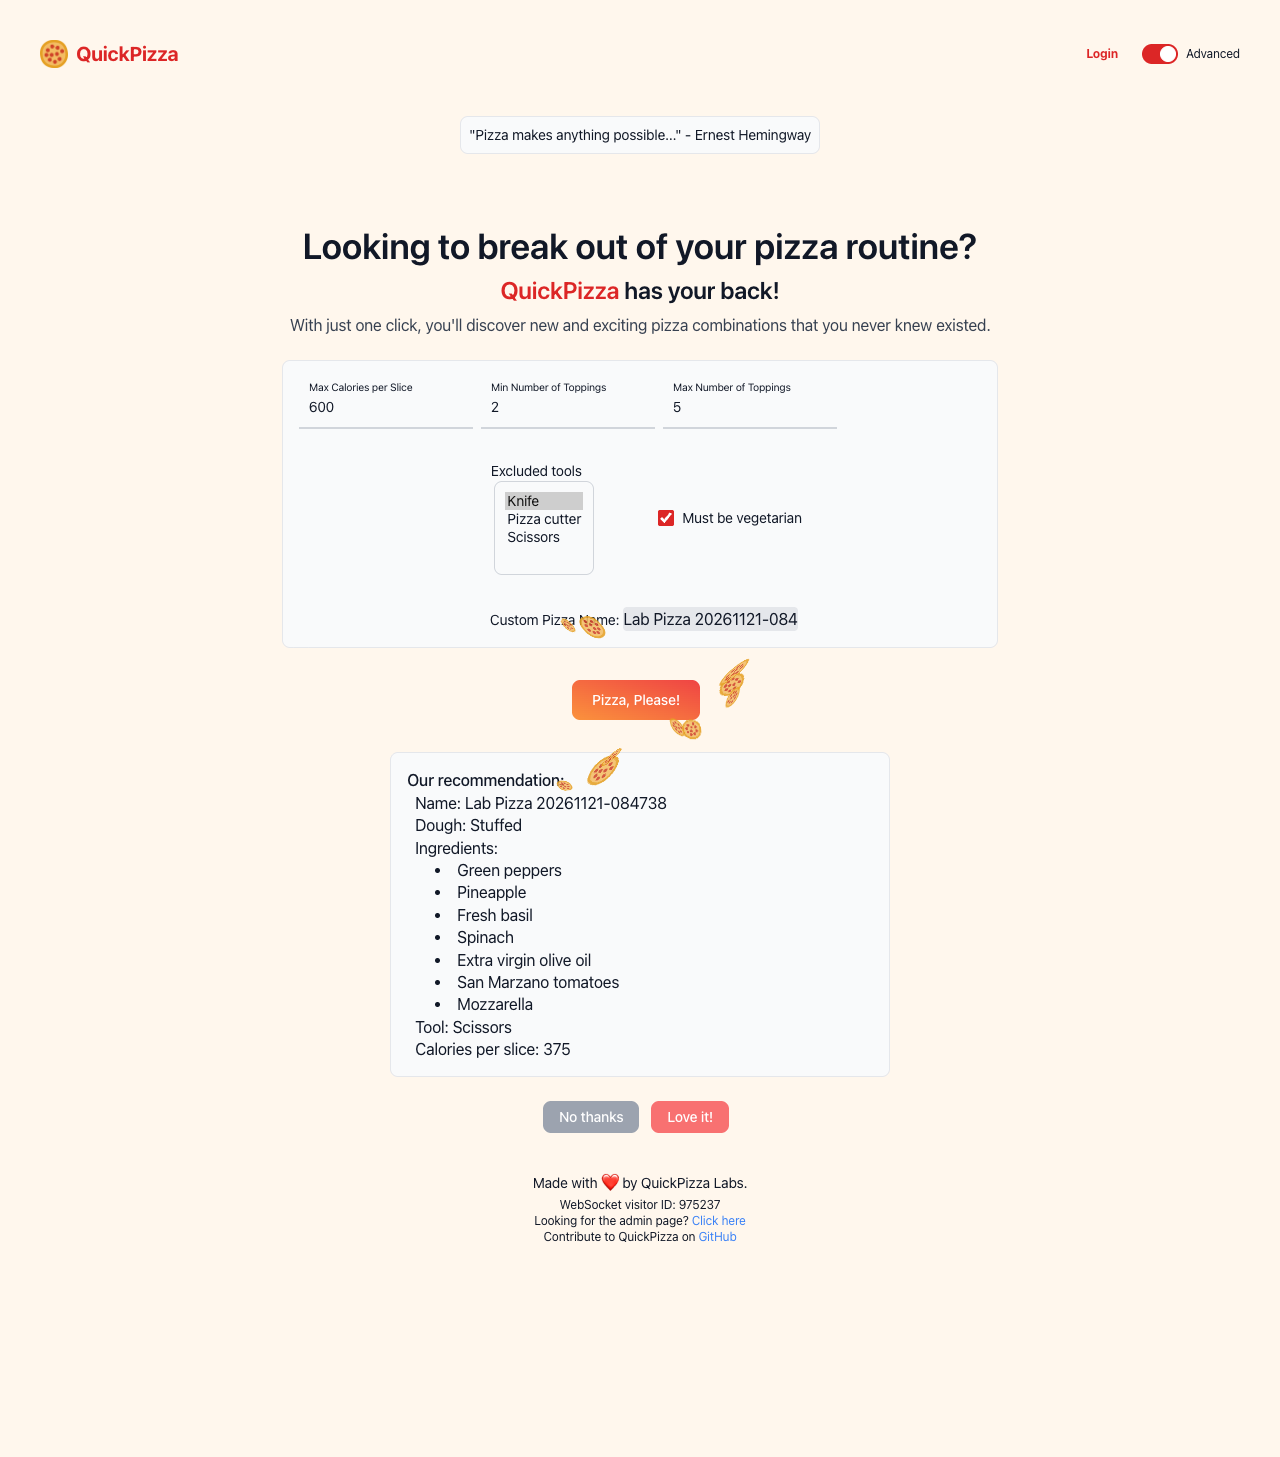 QuickPizza
Login
Advanced
"Pizza makes anything possible..." - Ernest Hemingway
Looking to break out of your pizza routine?
QuickPizza has your back!
With just one click, you'll discover new and exciting pizza combinations that you never knew existed.
Max Calories per Slice
600
Min Number of Toppings
2
Max Number of Toppings
5
Excluded tools
Knife
Pizza cutter
Scissors
Must be vegetarian
Custom Pizza Name: Lab Pizza 20261121-084
Pizza, Please!
Our recommendation:
Name: Lab Pizza 20261121-084738
Dough: Stuffed
Ingredients:
Green peppers
Pineapple
Fresh basil
Spinach
Extra virgin olive oil
San Marzano tomatoes
Mozzarella
Tool: Scissors
Calories per slice: 375
No thanks
Love it!
Made with ❤️ by QuickPizza Labs.
WebSocket visitor ID: 975237
Looking for the admin page? Click here
Contribute to QuickPizza on GitHub